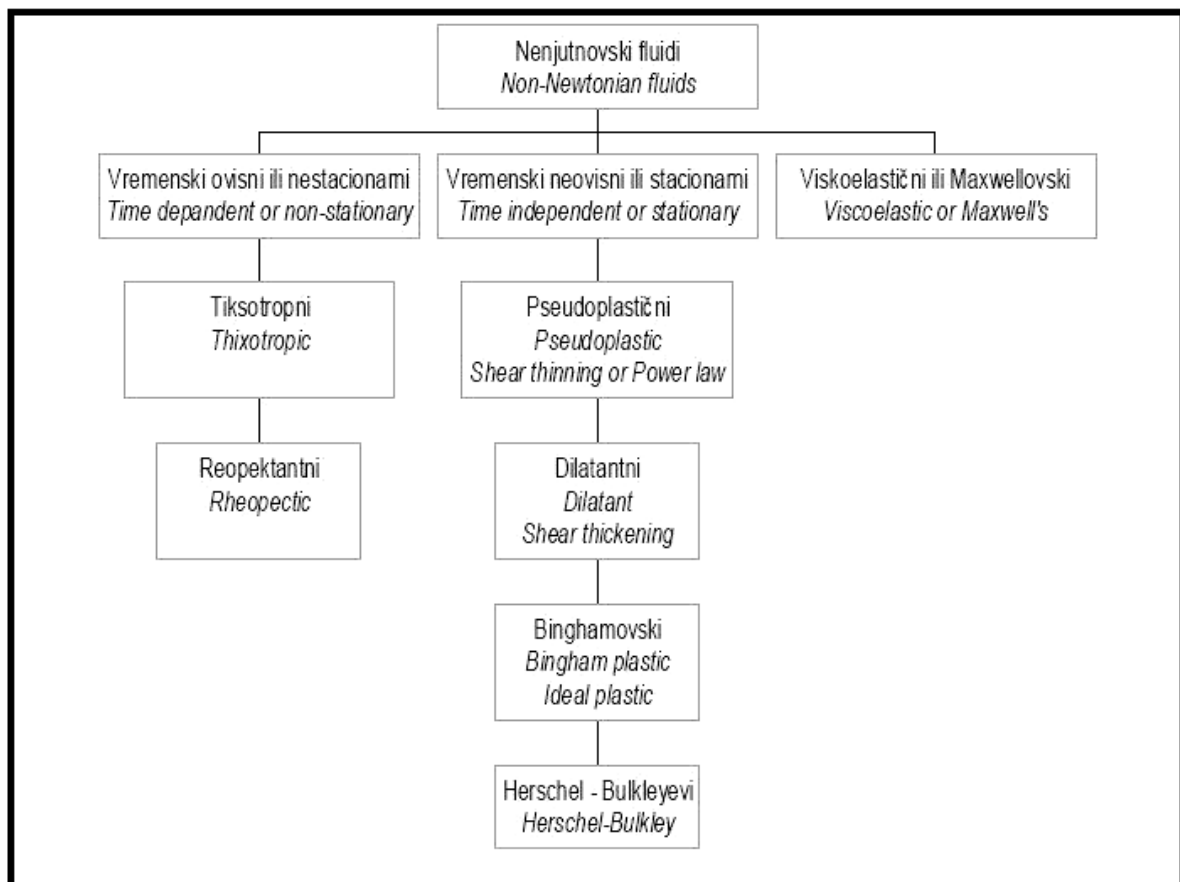 Nenjutnovski fluidi
Non-Newtonian fluids
Vremenski ovisni ili nestacionarni
Time depandent or non-stationary
Vremenski neovisni ili stacionarni
Time independent or stationary
Viskoelastični ili Maxwellovski
Viscoelastic or Maxwell's
Tiksotropni
Thixotropic
Pseudoplastični
Pseudoplastic
Shear thinning or Power law
Reopektantni
Rheopectic
Dilatantni
Dilatant
Shear thickening
Binghamovski
Bingham plastic
Ideal plastic
Herschel - Bulkleyevi
Herschel-Bulkley